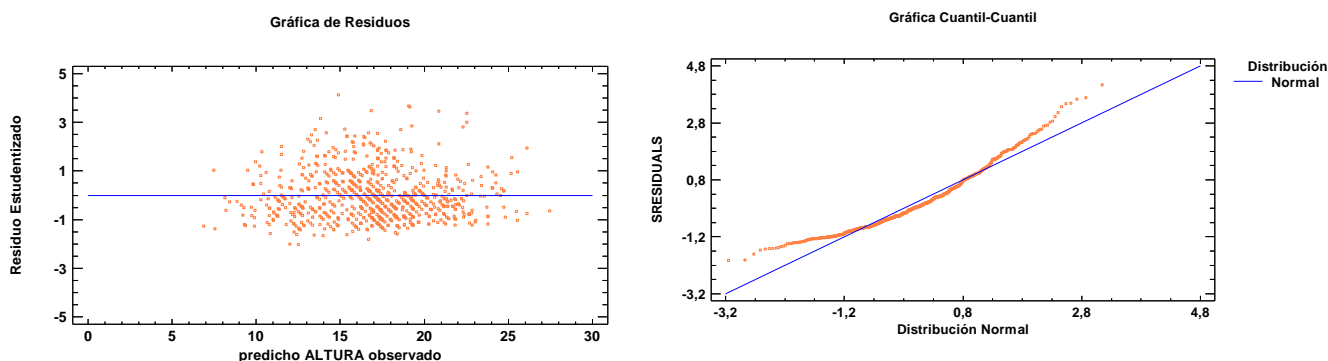 Gráfica de Residuos
Residuo Estudentizado
5
3
1
-1
-3
-5
0
5
10
15
20
25
30
predicho ALTURA observado
Gráfica Cuantil-Cuantil
SRESIDUALS
4,8
2,8
0,8
-1,2
-3,2
-3,2
-1,2
0,8
2,8
4,8
Distribución Normal
Distribución
Normal